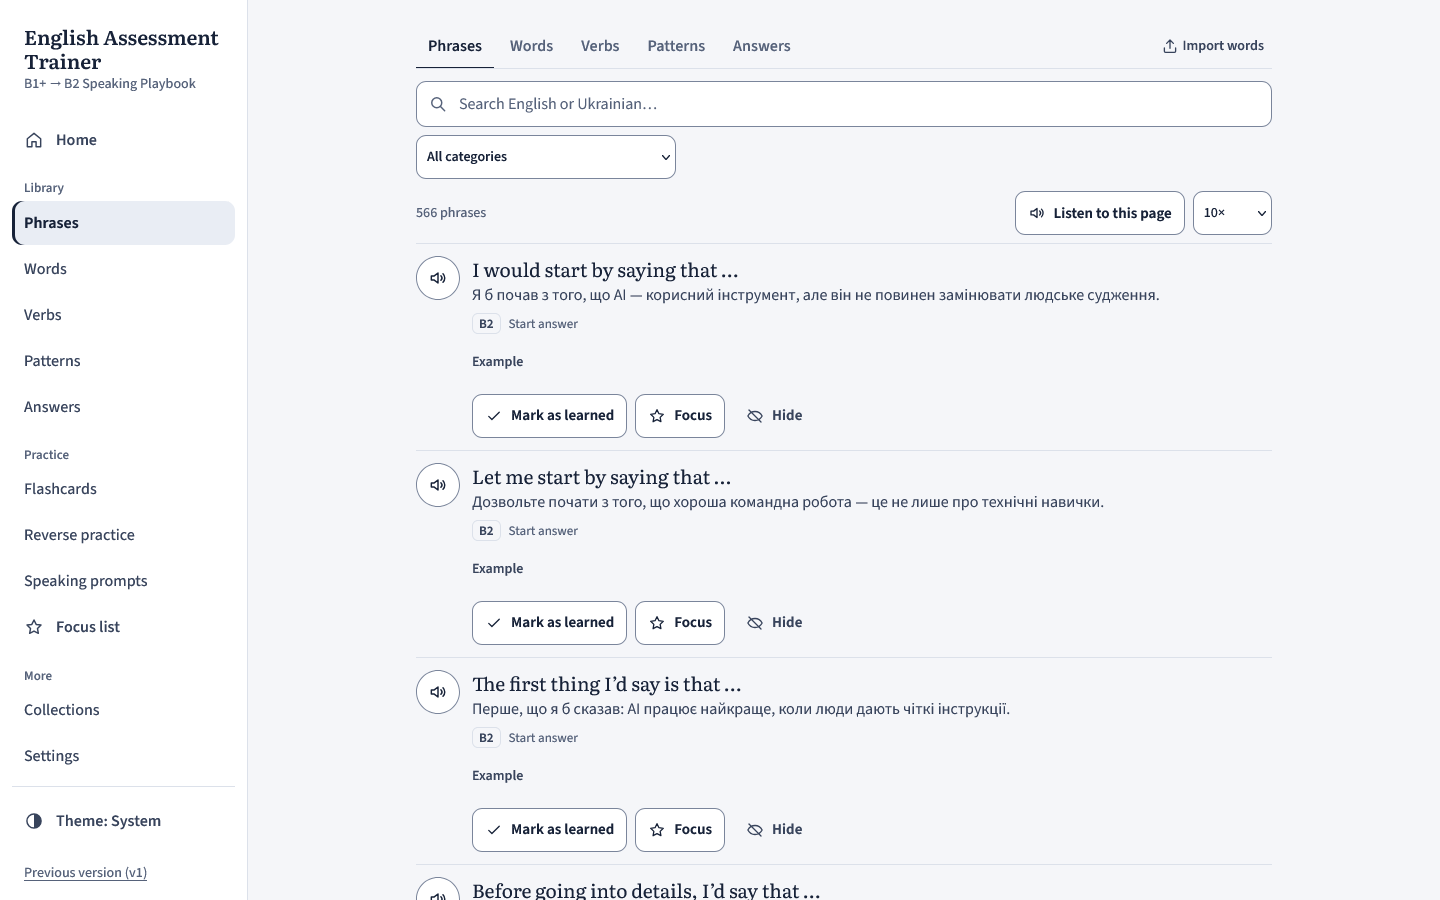 English Assessment
Trainer
B1+ → B2 Speaking Playbook
Home
Library
Phrases
Words
Verbs
Patterns
Answers
Practice
Flashcards
Reverse practice
Speaking prompts
Focus list
More
Collections
Settings
Theme: System
Previous version (v1)
Phrases Words Verbs Patterns Answers Import words
Search English or Ukrainian…
All categories
566 phrases Listen to this page 10×
I would start by saying that …
Я б почав з того, що AI — корисний інструмент, але він не повинен замінювати людське судження.
B2 Start answer
Example
Mark as learned Focus Hide
Let me start by saying that …
Дозвольте почати з того, що хороша командна робота — це не лише про технічні навички.
B2 Start answer
Example
Mark as learned Focus Hide
The first thing I’d say is that …
Перше, що я б сказав: AI працює найкраще, коли люди дають чіткі інструкції.
B2 Start answer
Example
Mark as learned Focus Hide
Before going into details, I’d say that …